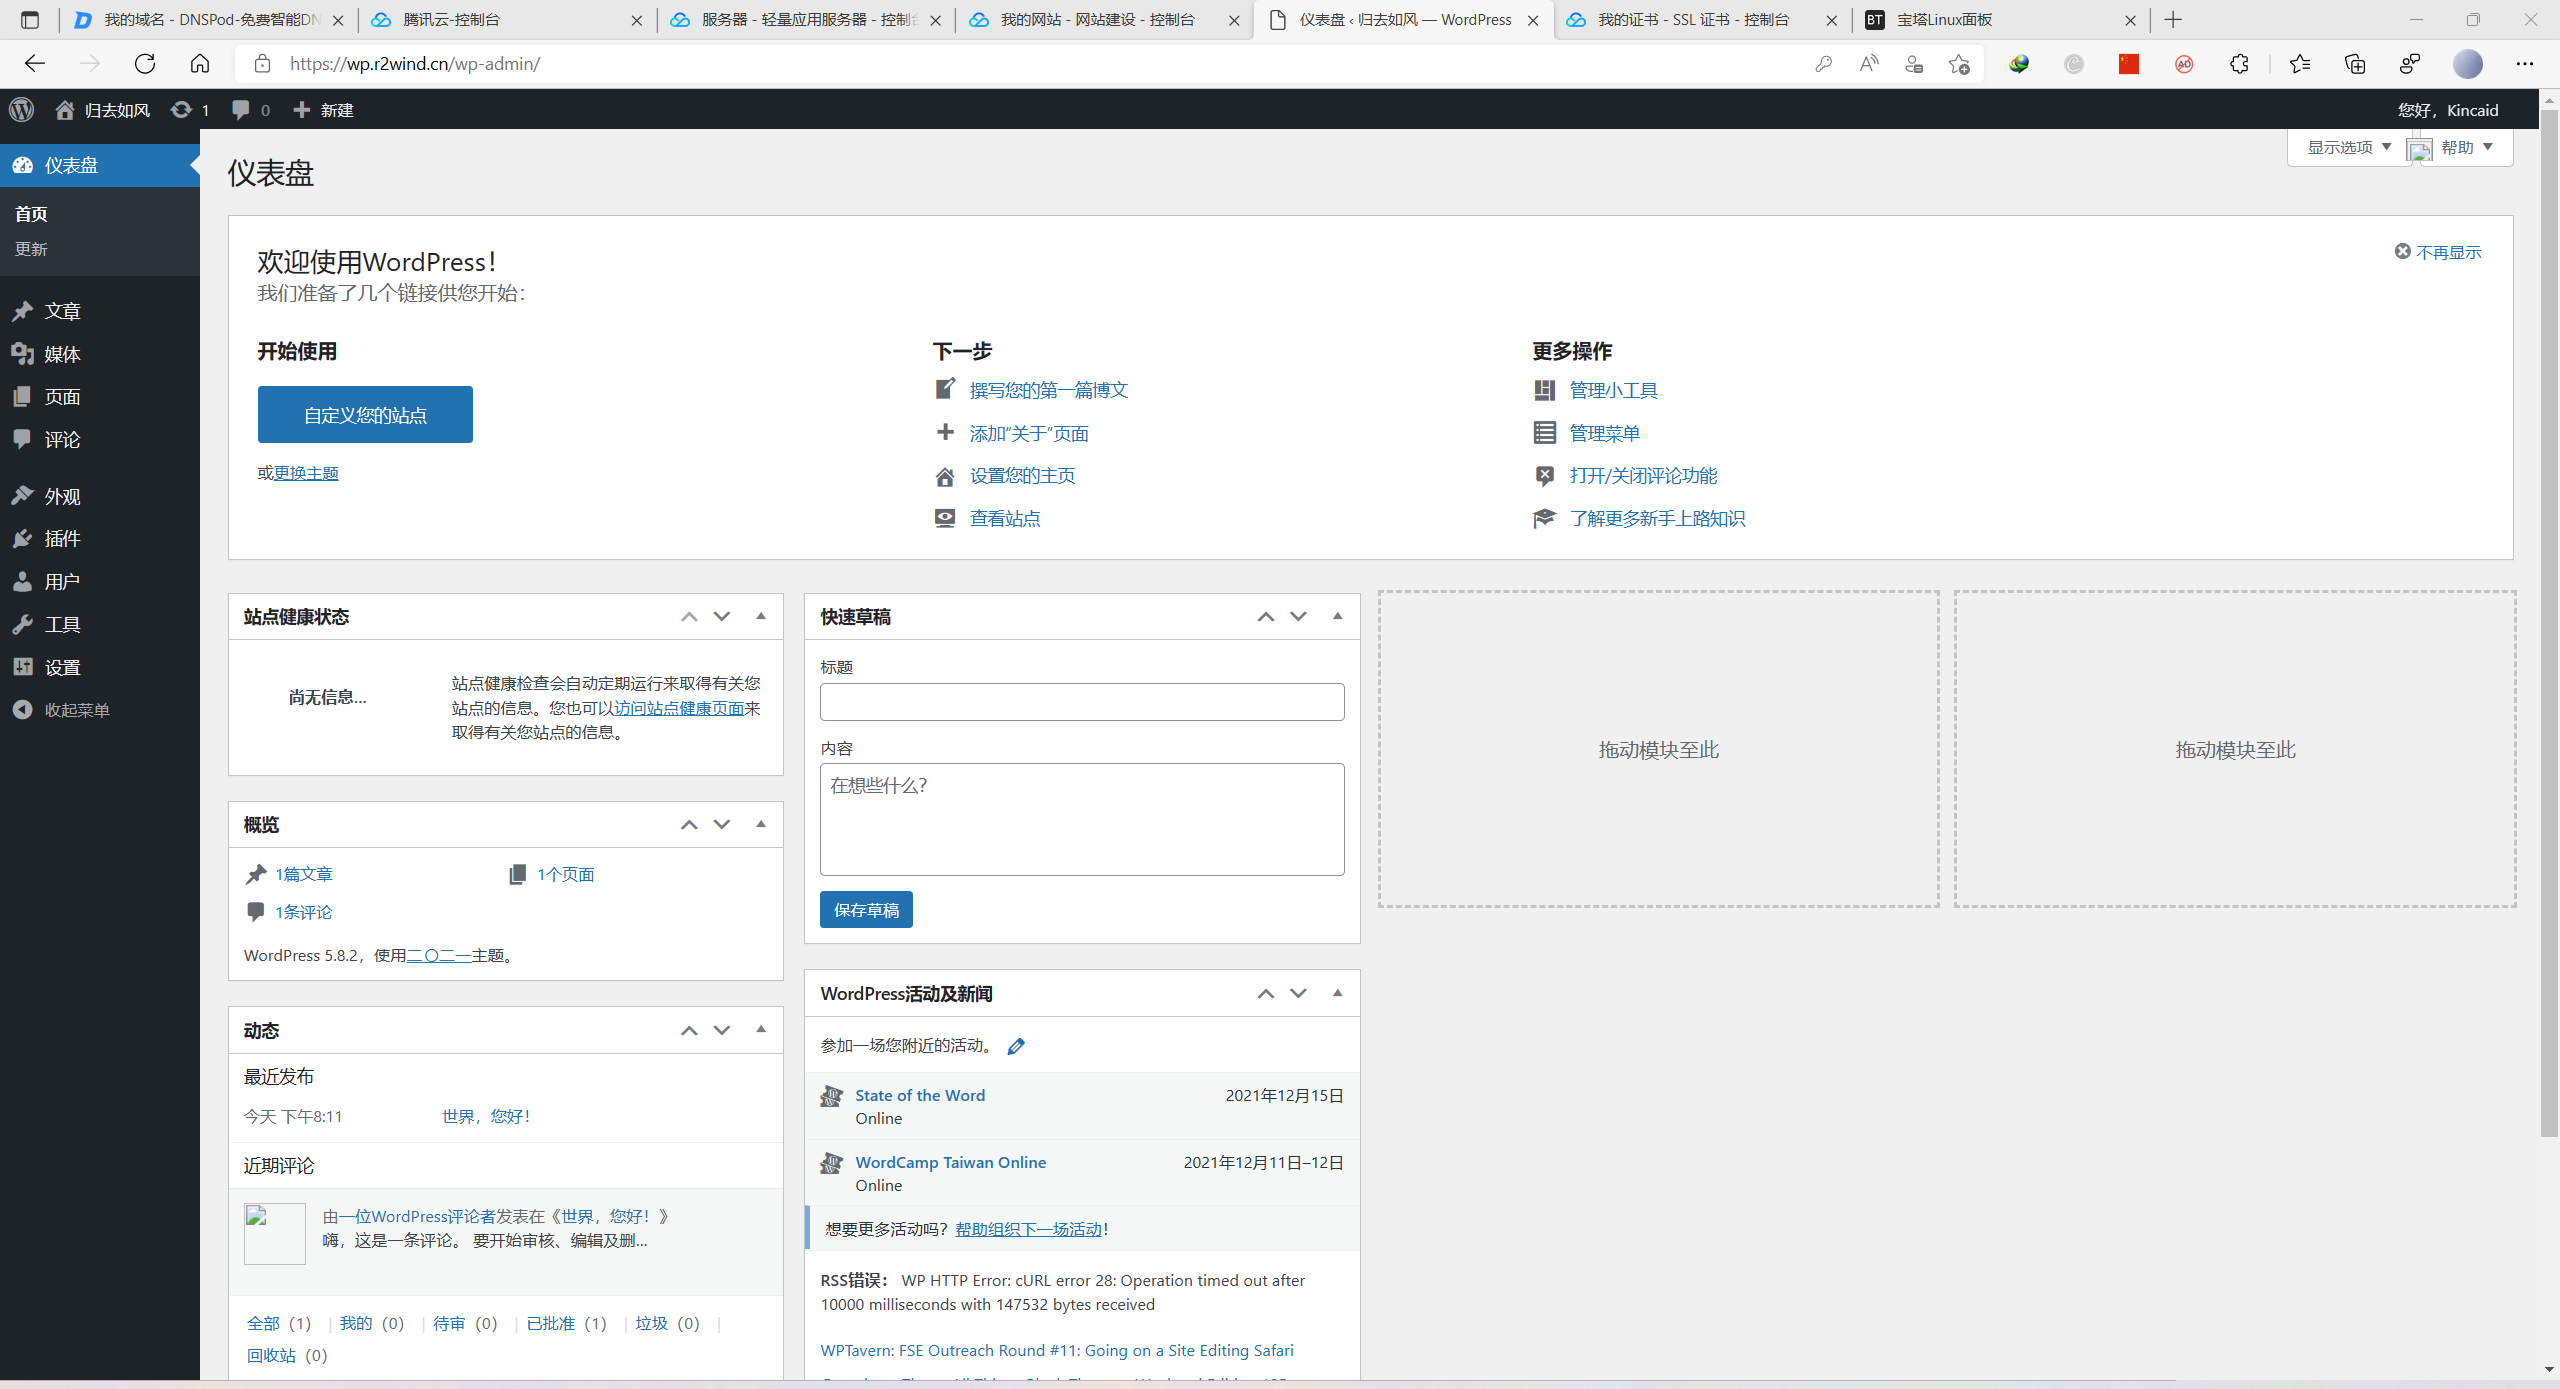 我的域名 - DNSPod-免费智能DN
腾讯云-控制台
服务器 - 轻量应用服务器 - 控制台
我的网站 - 网站建设 - 控制台
仪表盘 ‹ 归去如风 — WordPress
我的证书 - SSL 证书 - 控制台
BT 宝塔Linux面板
https://wp.r2wind.cn/wp-admin/
归去如风 1 0 新建
您好，Kincaid
仪表盘
首页
更新
文章
媒体
页面
评论
外观
插件
用户
工具
设置
收起菜单
仪表盘
显示选项
帮助
欢迎使用WordPress！
我们准备了几个链接供您开始：
不再显示
开始使用
自定义您的站点
或更换主题
下一步
撰写您的第一篇博文
添加“关于”页面
设置您的主页
查看站点
更多操作
管理小工具
管理菜单
打开/关闭评论功能
了解更多新手上路知识
站点健康状态
尚无信息…
站点健康检查会自动定期运行来取得有关您
站点的信息。您也可以访问站点健康页面来
取得有关您站点的信息。
概览
1篇文章
1个页面
1条评论
WordPress 5.8.2，使用二〇二一主题。
动态
最近发布
今天 下午8:11 世界，您好！
近期评论
由一位WordPress评论者发表在《世界，您好！》
嗨，这是一条评论。 要开始审核、编辑及删…
全部（1） | 我的（0） | 待审（0） | 已批准（1） | 垃圾（0） |
回收站（0）
快速草稿
标题
内容
在想些什么？
保存草稿
WordPress活动及新闻
参加一场您附近的活动。
State of the Word 2021年12月15日
Online
WordCamp Taiwan Online 2021年12月11日–12日
Online
想要更多活动吗？帮助组织下一场活动！
RSS错误： WP HTTP Error: cURL error 28: Operation timed out after
10000 milliseconds with 147532 bytes received
WPTavern: FSE Outreach Round #11: Going on a Site Editing Safari
拖动模块至此
拖动模块至此